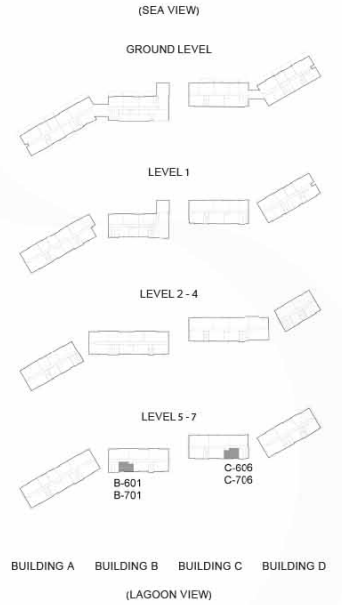 (SEA VIEW)
GROUND LEVEL
LEVEL 1
LEVEL 2 - 4
LEVEL 5 - 7
B-601
B-701
C-606
C-706
BUILDING A BUILDING B BUILDING C BUILDING D
(LAGOON VIEW)